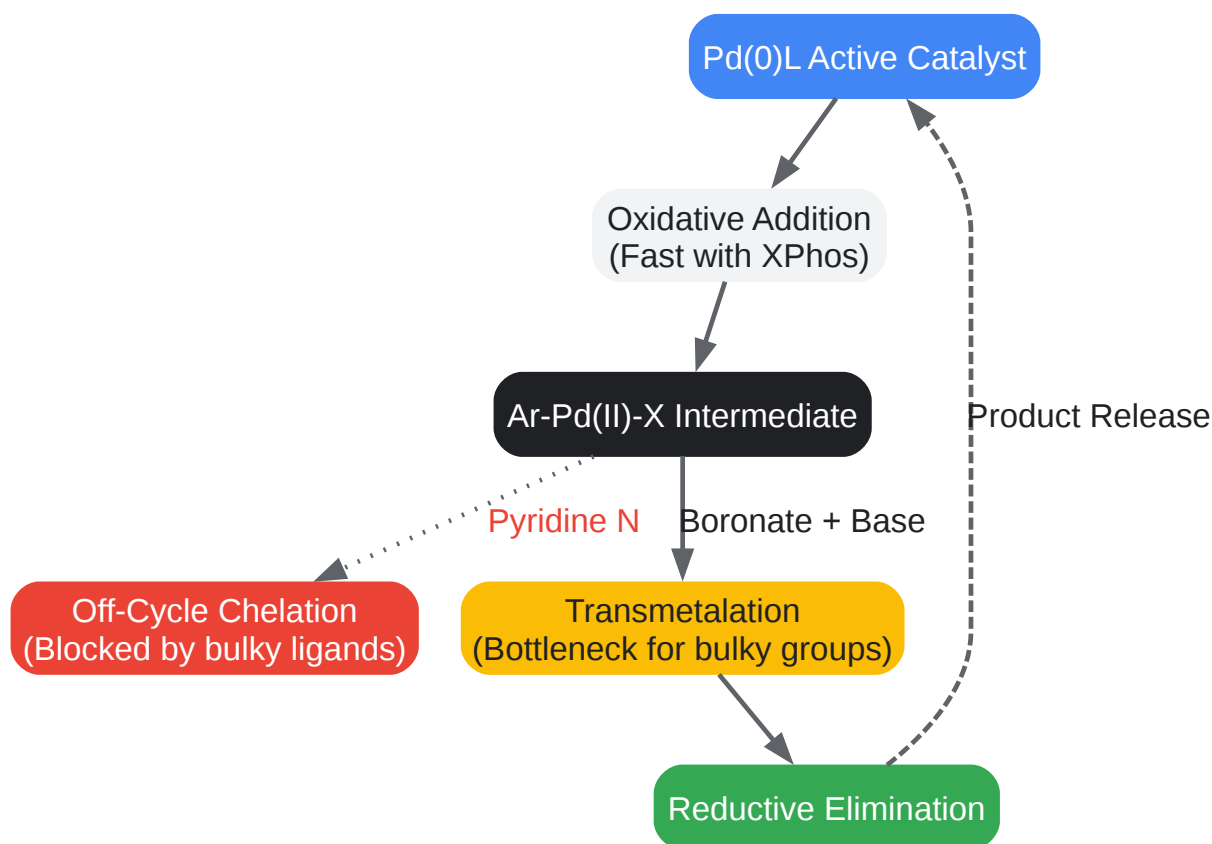 Pd(0)L Active Catalyst
Oxidative Addition
(Fast with XPhos)
Ar-Pd(II)-X Intermediate
Product Release
Pyridine N
Boronate + Base
Off-Cycle Chelation
(Blocked by bulky ligands)
Transmetalation
(Bottleneck for bulky groups)
Reductive Elimination